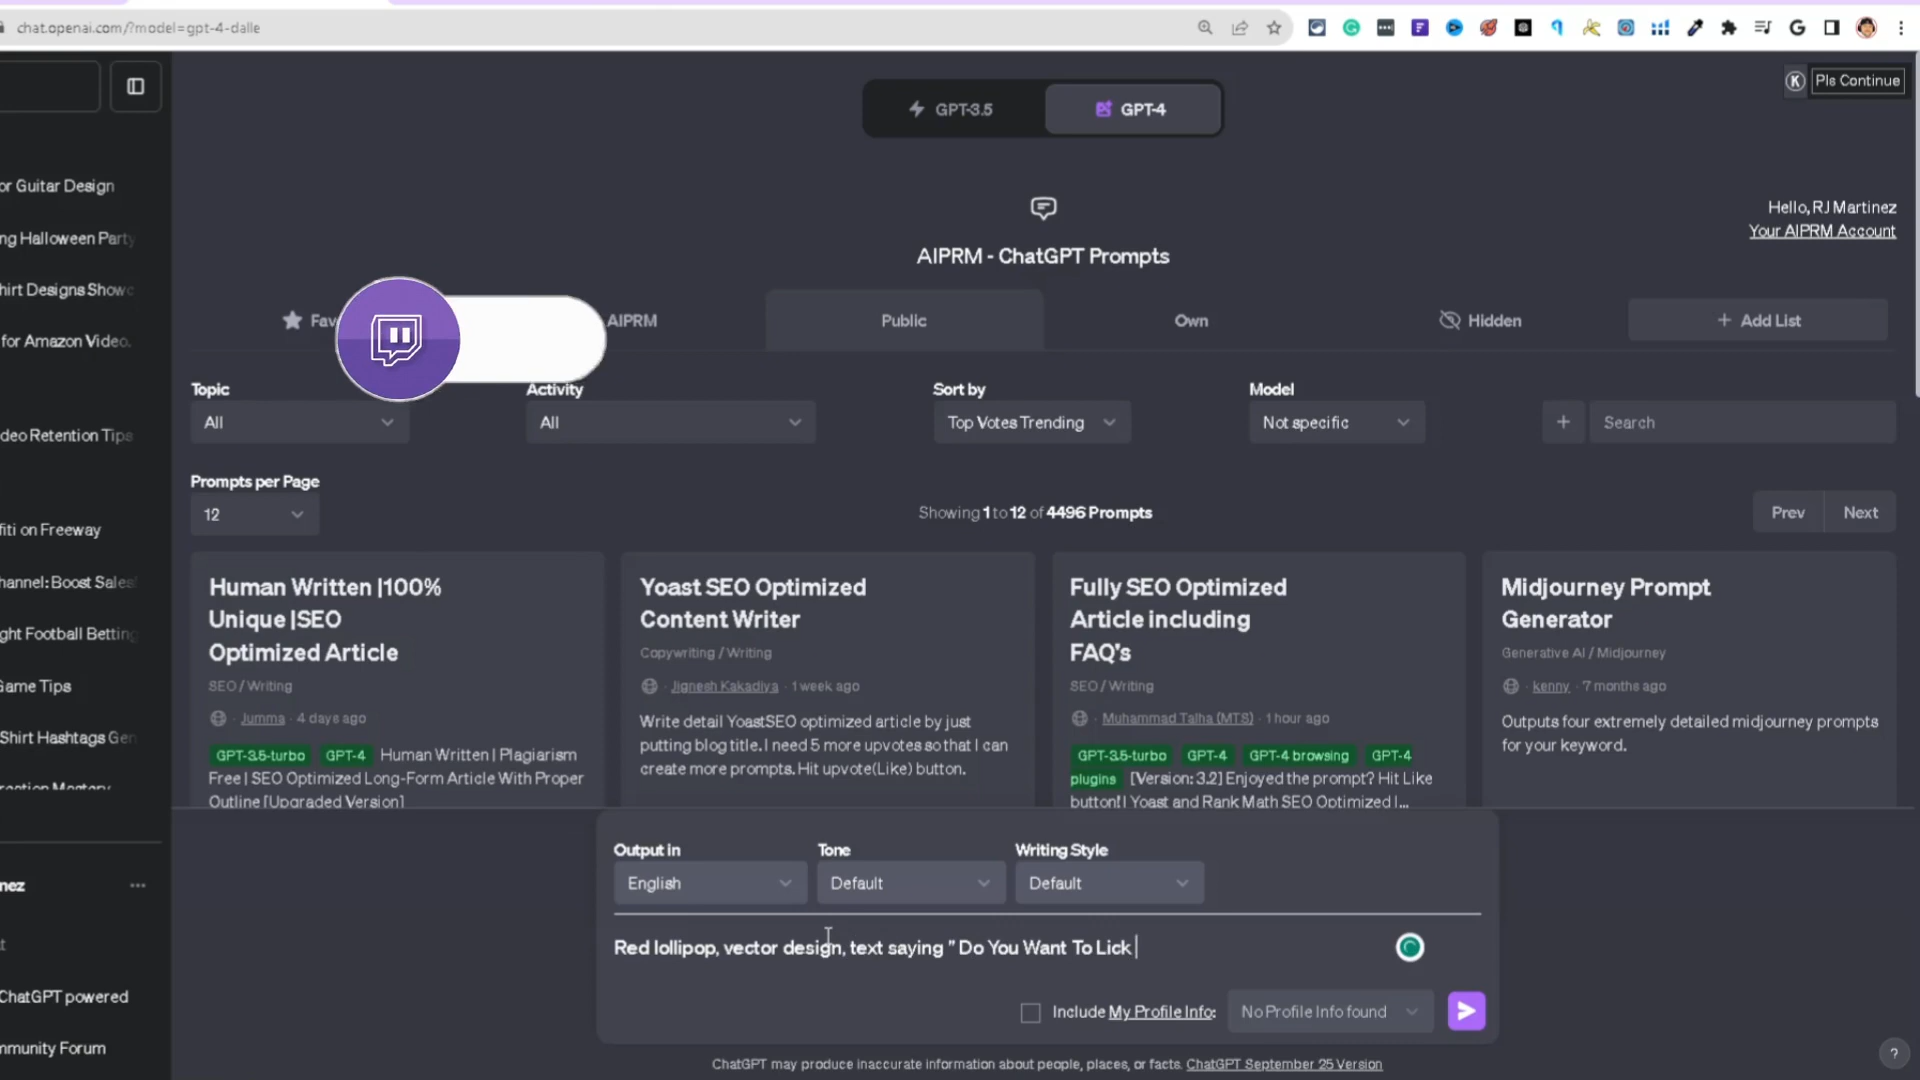 chat.openai.com/?model=gpt-4-dalle
GPT-3.5
GPT-4
K
Pls Continue
or Guitar Design
ng Halloween Party
hirt Designs Showc
for Amazon Video.
deo Retention Tips
fiti on Freeway
hannel: Boost Sales
ght Football Betting
Game Tips
Shirt Hashtags Gen
nez
ChatGPT powered
mmunity Forum
Hello, RJ Martinez
Your AIPRM Account
AIPRM - ChatGPT Prompts
Fav
AIPRM
Public
Own
Hidden
+ Add List
Topic
Activity
Sort by
Model
All
All
Top Votes Trending
Not specific
+
Search
Prompts per Page
12
Showing 1 to 12 of 4496 Prompts
Prev
Next
Human Written |100%
Unique |SEO
Optimized Article
SEO / Writing
· Jumma · 4 days ago
GPT-3.5-turbo GPT-4 Human Written | Plagiarism
Free | SEO Optimized Long-Form Article With Proper
Outline [Upgraded Version]
Yoast SEO Optimized
Content Writer
Copywriting / Writing
· Jignesh Kakadiya · 1 week ago
Write detail YoastSEO optimized article by just
putting blog title. I need 5 more upvotes so that I can
create more prompts. Hit upvote(Like) button.
Fully SEO Optimized
Article including
FAQ's
SEO / Writing
· Muhammad Talha (MTS) · 1 hour ago
GPT-3.5-turbo GPT-4 GPT-4 browsing GPT-4
plugins [Version: 3.2] Enjoyed the prompt? Hit Like
button!! Yoast and Rank Math SEO Optimized |...
Midjourney Prompt
Generator
Generative AI / Midjourney
· kenny · 7 months ago
Outputs four extremely detailed midjourney prompts
for your keyword.
Output in
Tone
Writing Style
English
Default
Default
Red lollipop, vector design, text saying " Do You Want To Lick
Include My Profile Info:
No Profile Info found
ChatGPT may produce inaccurate information about people, places, or facts. ChatGPT September 25 Version
?